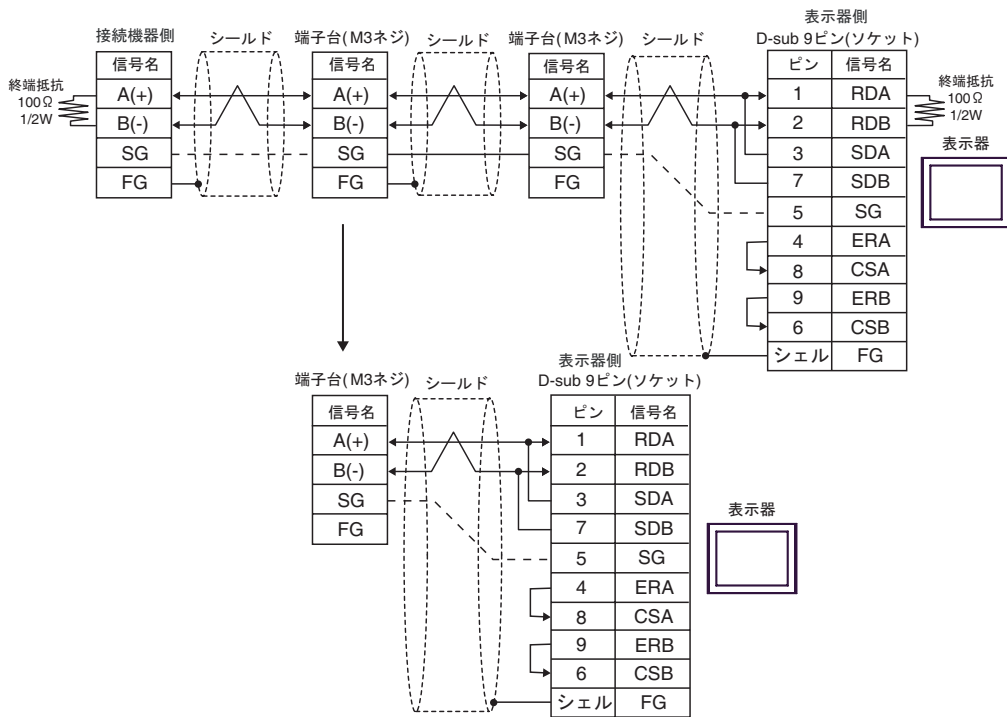 接続機器側 シールド 端子台(M3ネジ) シールド 端子台(M3ネジ) シールド 表示器側
D-sub 9ピン(ソケット)
信号名 信号名 信号名 ピン 信号名
終端抵抗
100Ω
1/2W
A(+) A(+) A(+) 1 RDA
B(-) B(-) B(-) 2 RDB
SG SG SG 3 SDA
FG FG FG 7 SDB
5 SG
4 ERA
8 CSA
9 ERB
6 CSB
シェル FG
終端抵抗
100Ω
1/2W
表示器
端子台(M3ネジ) シールド 表示器側
D-sub 9ピン(ソケット)
信号名 ピン 信号名
A(+) 1 RDA
B(-) 2 RDB
SG 3 SDA
FG 7 SDB
5 SG
4 ERA
8 CSA
9 ERB
6 CSB
シェル FG
表示器